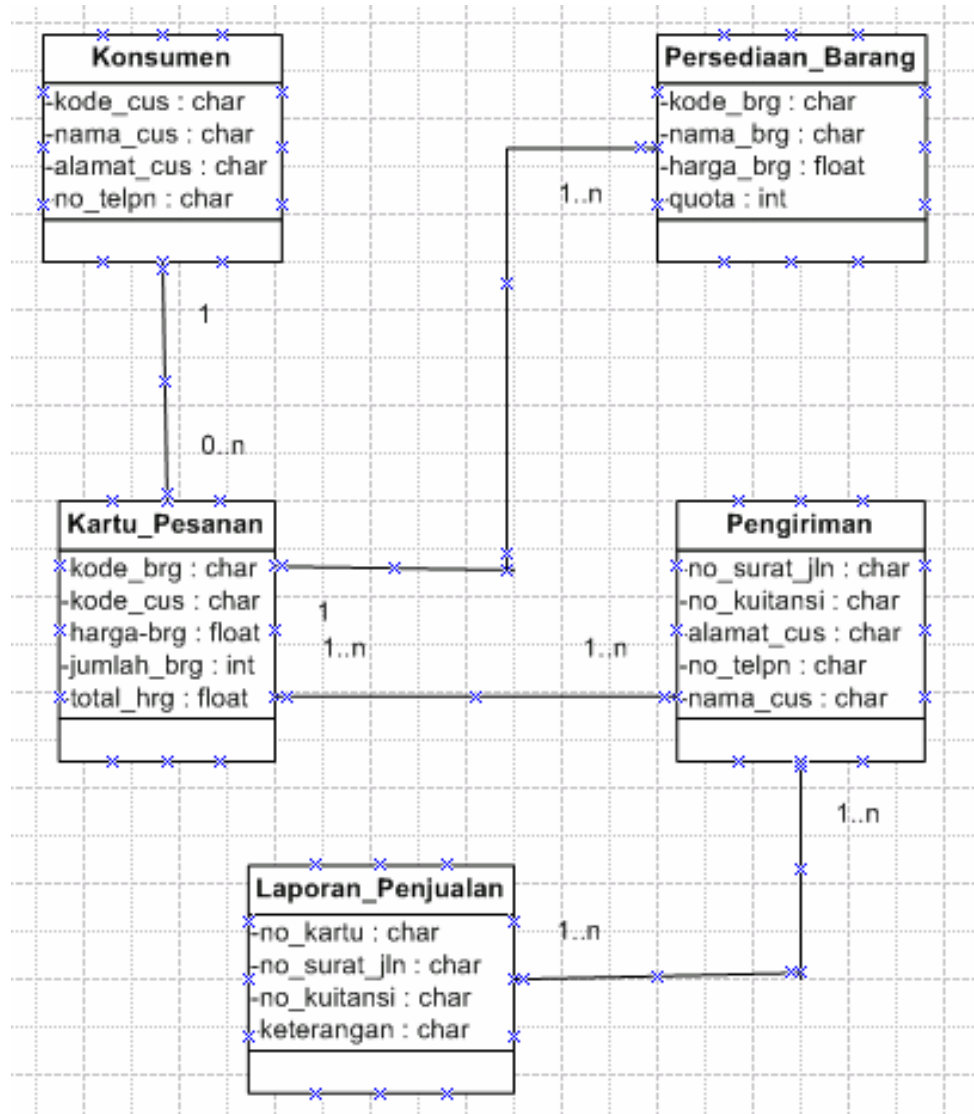 Konsumen
-kode_cus : char
-nama_cus : char
-alamat_cus : char
-no_telpn : char
Persediaan_Barang
-kode_brg : char
-nama_brg : char
-harga_brg : float
-quota : int
1..n
1
0..n
Kartu_Pesanan
-kode_brg : char
-kode_cus : char
-harga-brg : float
-jumlah_brg : int
-total_hrg : float
1
1..n
1..n
Pengiriman
-no_surat_jln : char
-no_kuitansi : char
-alamat_cus : char
-no_telpn : char
-nama_cus : char
1..n
1..n
Laporan_Penjualan
-no_kartu : char
-no_surat_jln : char
-no_kuitansi : char
-keterangan : char